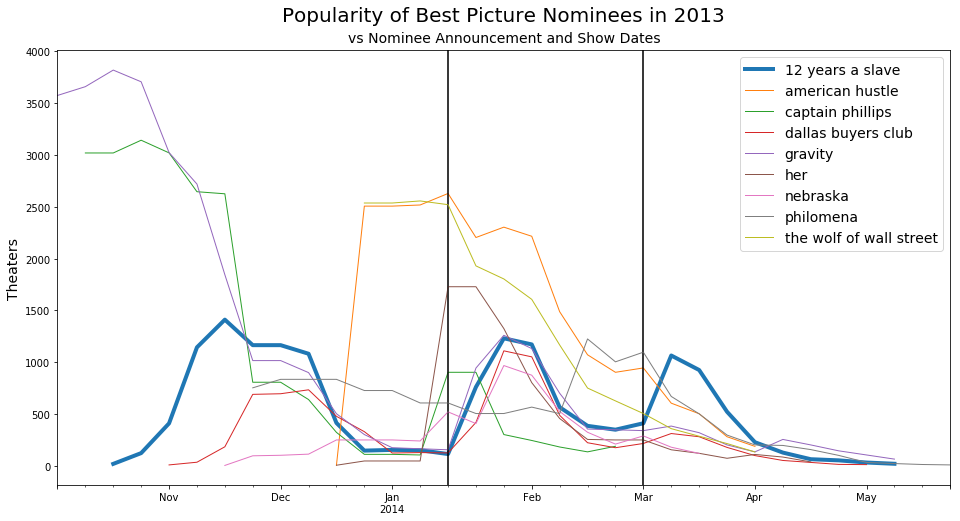 Popularity of Best Picture Nominees in 2013
vs Nominee Announcement and Show Dates
4000
3500
3000
2500
2000
1500
1000
500
0
Theaters
12 years a slave
american hustle
captain phillips
dallas buyers club
gravity
her
nebraska
philomena
the wolf of wall street
Nov
Dec
Jan
2014
Feb
Mar
Apr
May